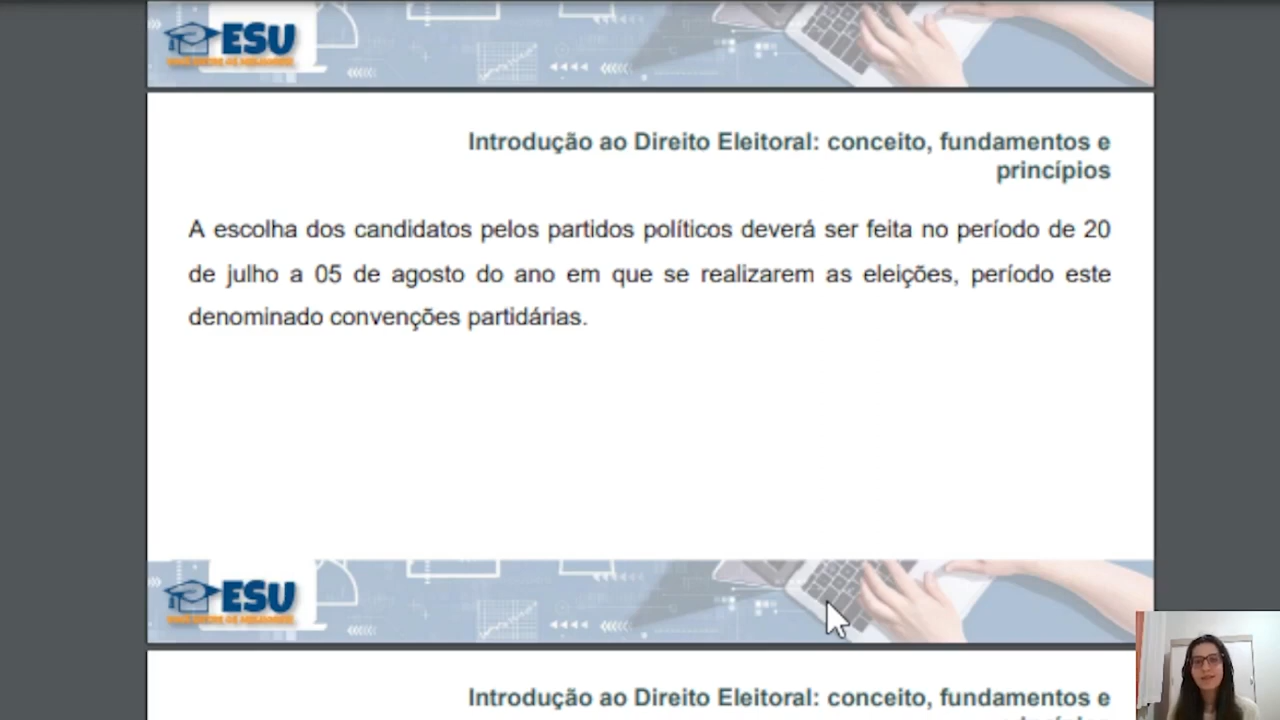 ESU
Introdução ao Direito Eleitoral: conceito, fundamentos e
princípios
A escolha dos candidatos pelos partidos políticos deverá ser feita no período de 20
de julho a 05 de agosto do ano em que se realizarem as eleições, período este
denominado convenções partidárias.
ESU
Introdução ao Direito Eleitoral: conceito, fundamentos e
princípios